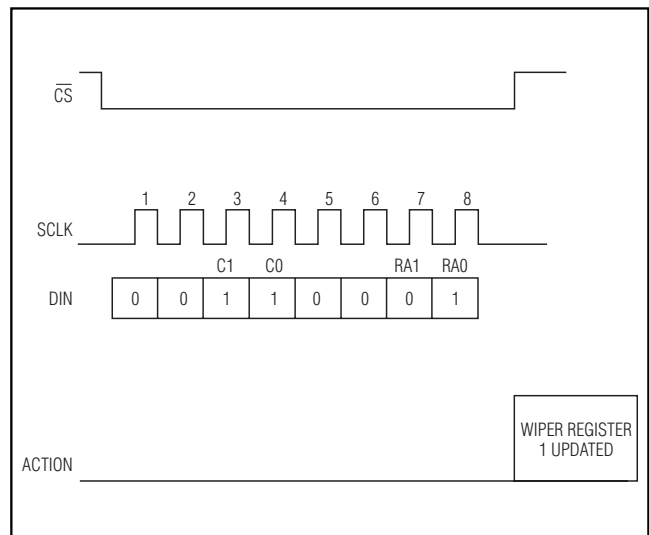 C̅S̅
1 2 3 4 5 6 7 8
SCLK
C1 C0 RA1 RA0
DIN 0 0 1 1 0 0 0 1
WIPER REGISTER
1 UPDATED
ACTION